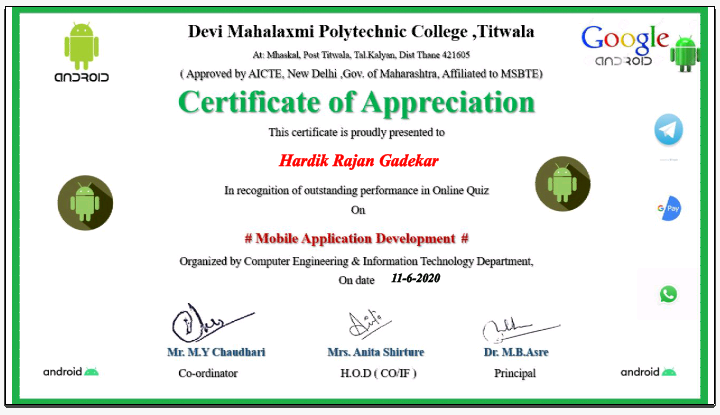 Devi Mahalaxmi Polytechnic College ,Titwala
At: Mhaskal, Post Titwala, Tal.Kalyan, Dist Thane 421605
( Approved by AICTE, New Delhi ,Gov. of Maharashtra, Affiliated to MSBTE)
ANDROID
Google
ANDROID
Certificate of Appreciation
This certificate is proudly presented to
Hardik Rajan Gadekar
In recognition of outstanding performance in Online Quiz
On
G Pay
# Mobile Application Development #
Organized by Computer Engineering & Information Technology Department,
On date 11-6-2020
Mr. M.Y Chaudhari Mrs. Anita Shirture Dr. M.B.Asre
Co-ordinator H.O.D ( CO/IF ) Principal
android android